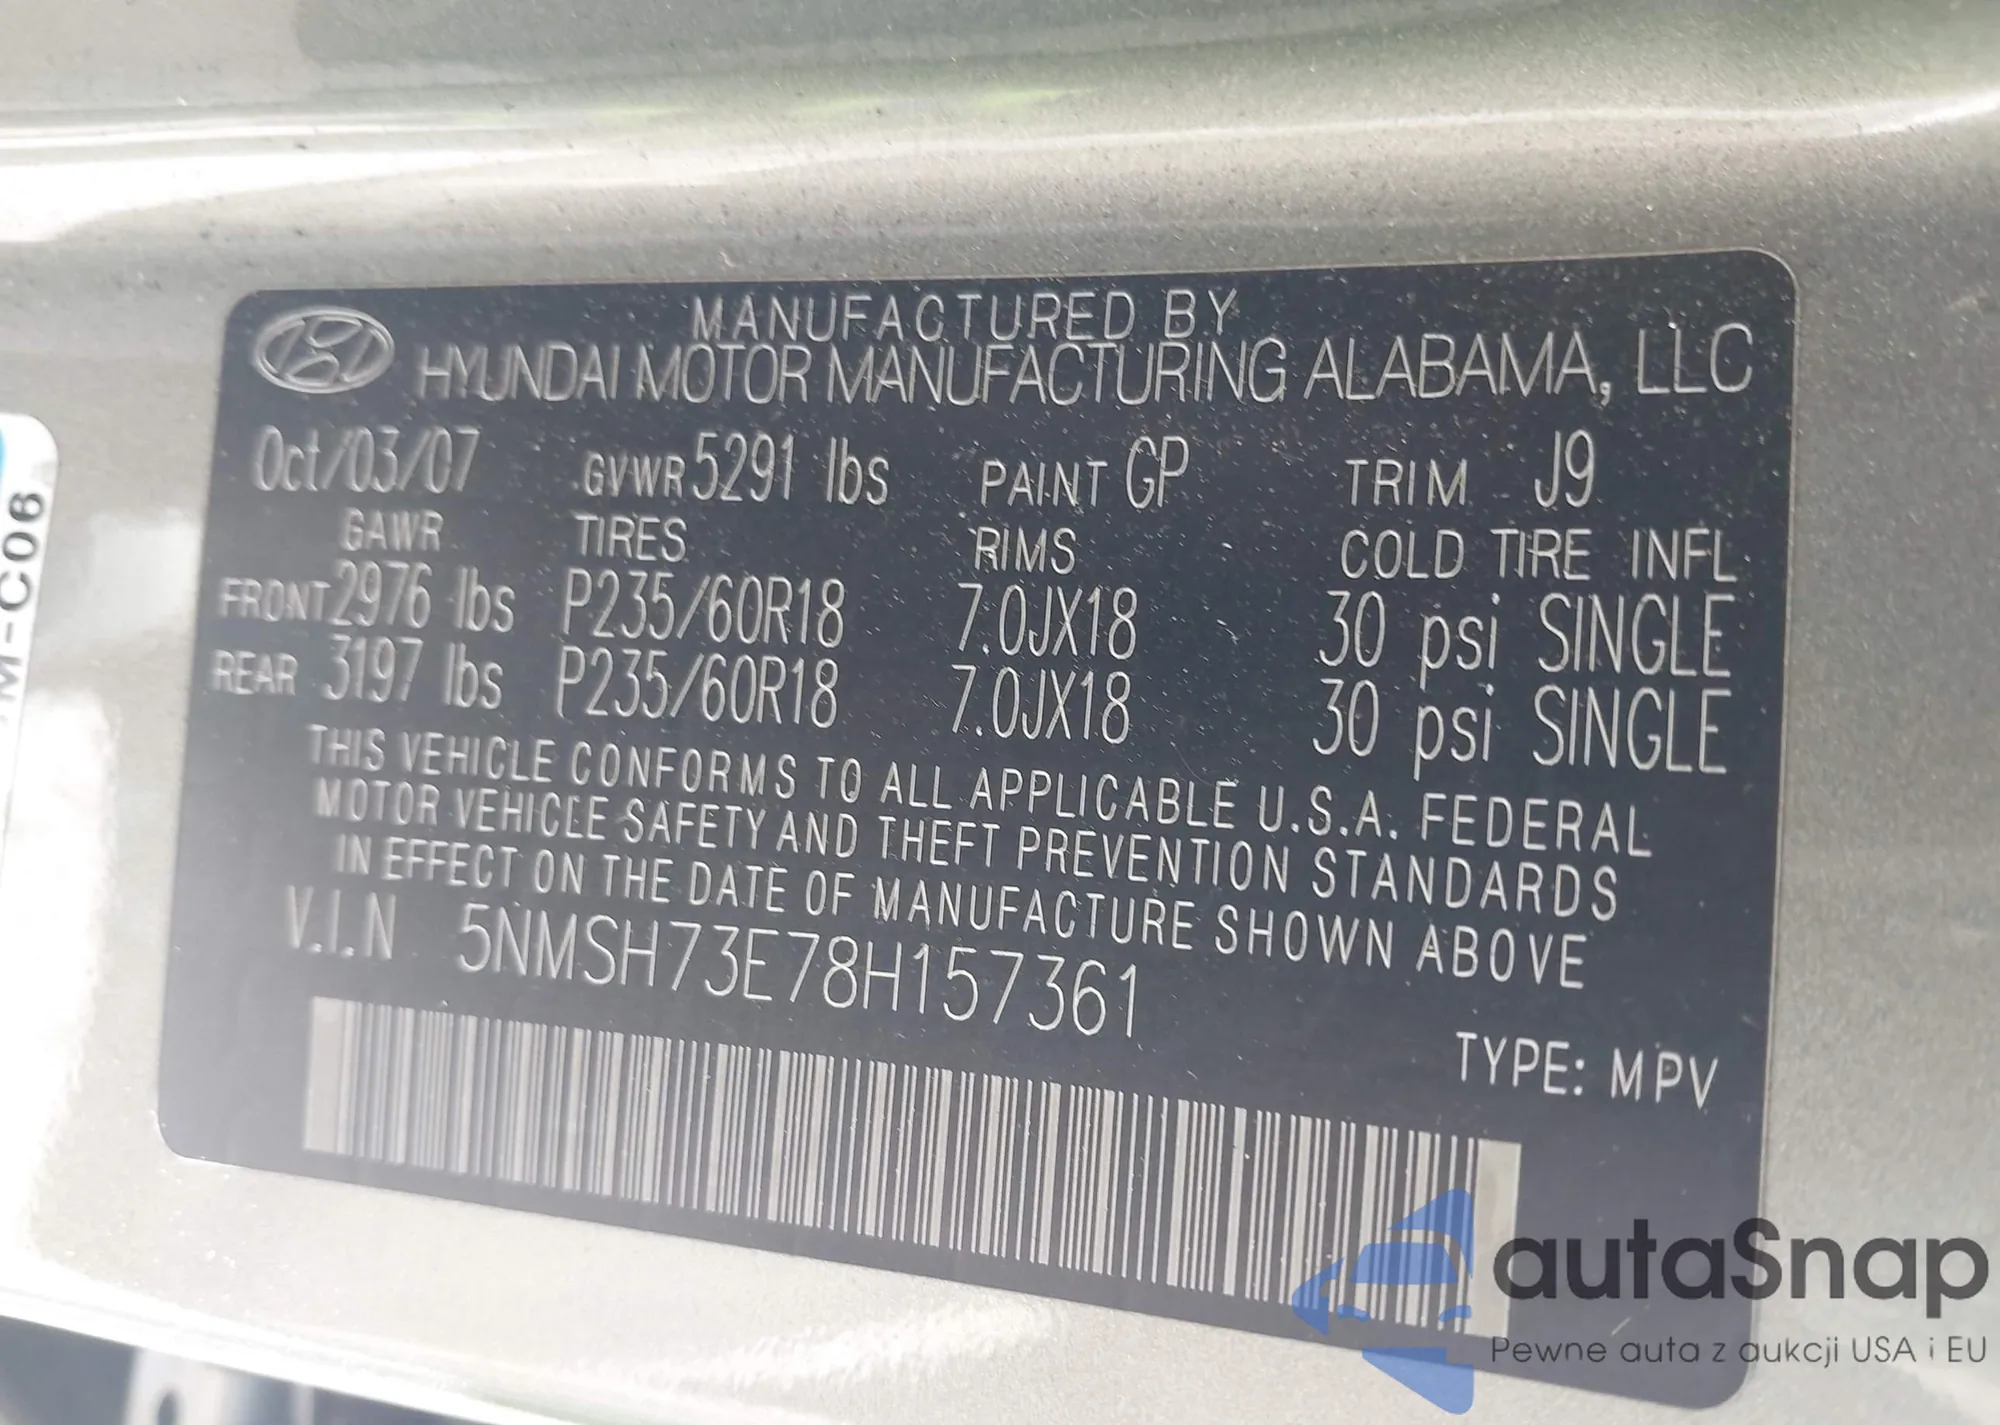 MANUFACTURED BY
HYUNDAI MOTOR MANUFACTURING ALABAMA, LLC
Oct/03/07 GVWR 5291 lbs PAINT GP TRIM J9
GAWR TIRES RIMS COLD TIRE INFL
FRONT 2976 lbs P235/60R18 7.0JX18 30 psi SINGLE
REAR 3197 lbs P235/60R18 7.0JX18 30 psi SINGLE
THIS VEHICLE CONFORMS TO ALL APPLICABLE U.S.A. FEDERAL
MOTOR VEHICLE SAFETY AND THEFT PREVENTION STANDARDS
IN EFFECT ON THE DATE OF MANUFACTURE SHOWN ABOVE
V.I.N 5NMSH73E78H157361
TYPE: MPV
M-C06
autaSnap
Pewne auta z aukcji USA i EU